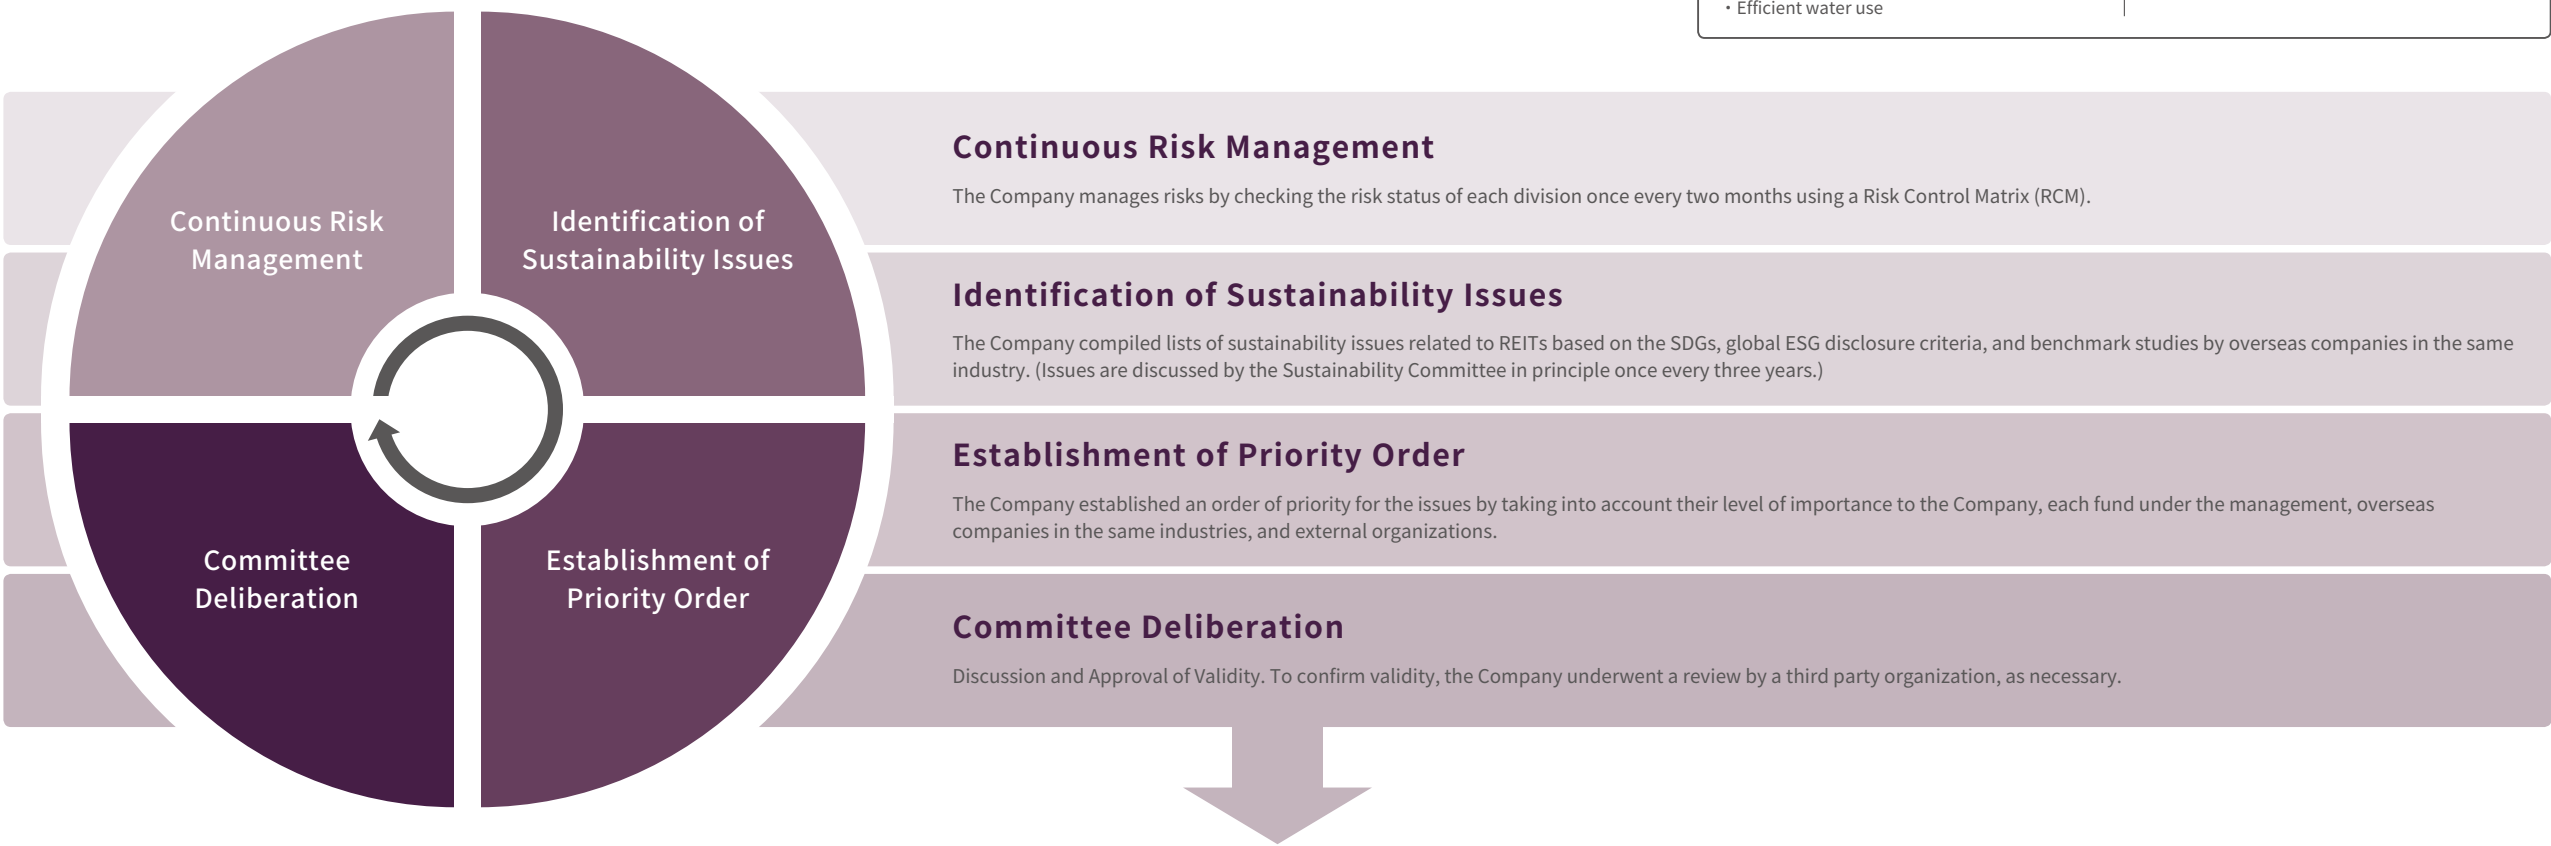 ・Efficient water use
Continuous Risk
Management
Identification of
Sustainability Issues
Committee
Deliberation
Establishment of
Priority Order
Continuous Risk Management
The Company manages risks by checking the risk status of each division once every two months using a Risk Control Matrix (RCM).
Identification of Sustainability Issues
The Company compiled lists of sustainability issues related to REITs based on the SDGs, global ESG disclosure criteria, and benchmark studies by overseas companies in the same
industry. (Issues are discussed by the Sustainability Committee in principle once every three years.)
Establishment of Priority Order
The Company established an order of priority for the issues by taking into account their level of importance to the Company, each fund under the management, overseas
companies in the same industries, and external organizations.
Committee Deliberation
Discussion and Approval of Validity. To confirm validity, the Company underwent a review by a third party organization, as necessary.